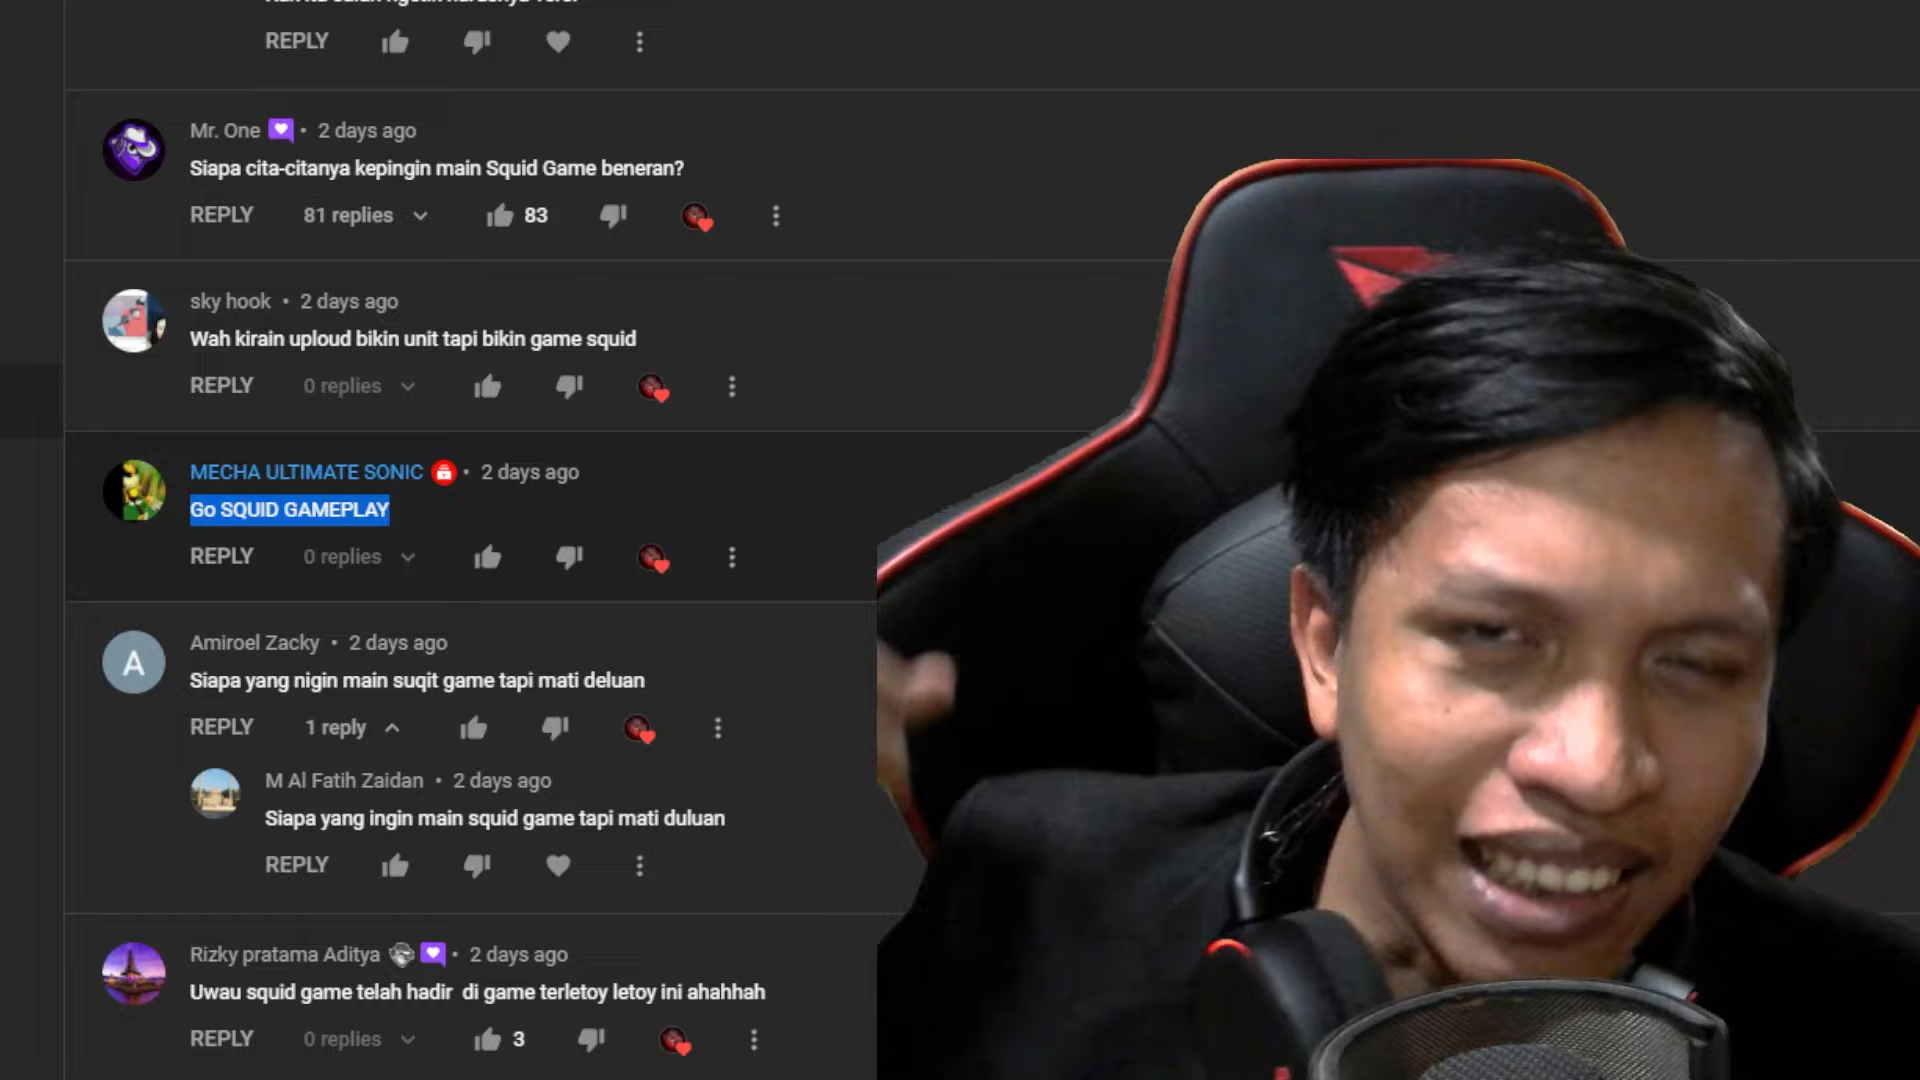 REPLY
Mr. One • 2 days ago
Siapa cita-citanya kepingin main Squid Game beneran?
REPLY 81 replies 83
sky hook • 2 days ago
Wah kirain uploud bikin unit tapi bikin game squid
REPLY 0 replies
MECHA ULTIMATE SONIC • 2 days ago
Go SQUID GAMEPLAY
REPLY 0 replies
A
Amiroel Zacky • 2 days ago
Siapa yang nigin main suqit game tapi mati deluan
REPLY 1 reply
M Al Fatih Zaidan • 2 days ago
Siapa yang ingin main squid game tapi mati duluan
REPLY
Rizky pratama Aditya • 2 days ago
Uwau squid game telah hadir di game terletoy letoy ini ahahhah
REPLY 0 replies 3